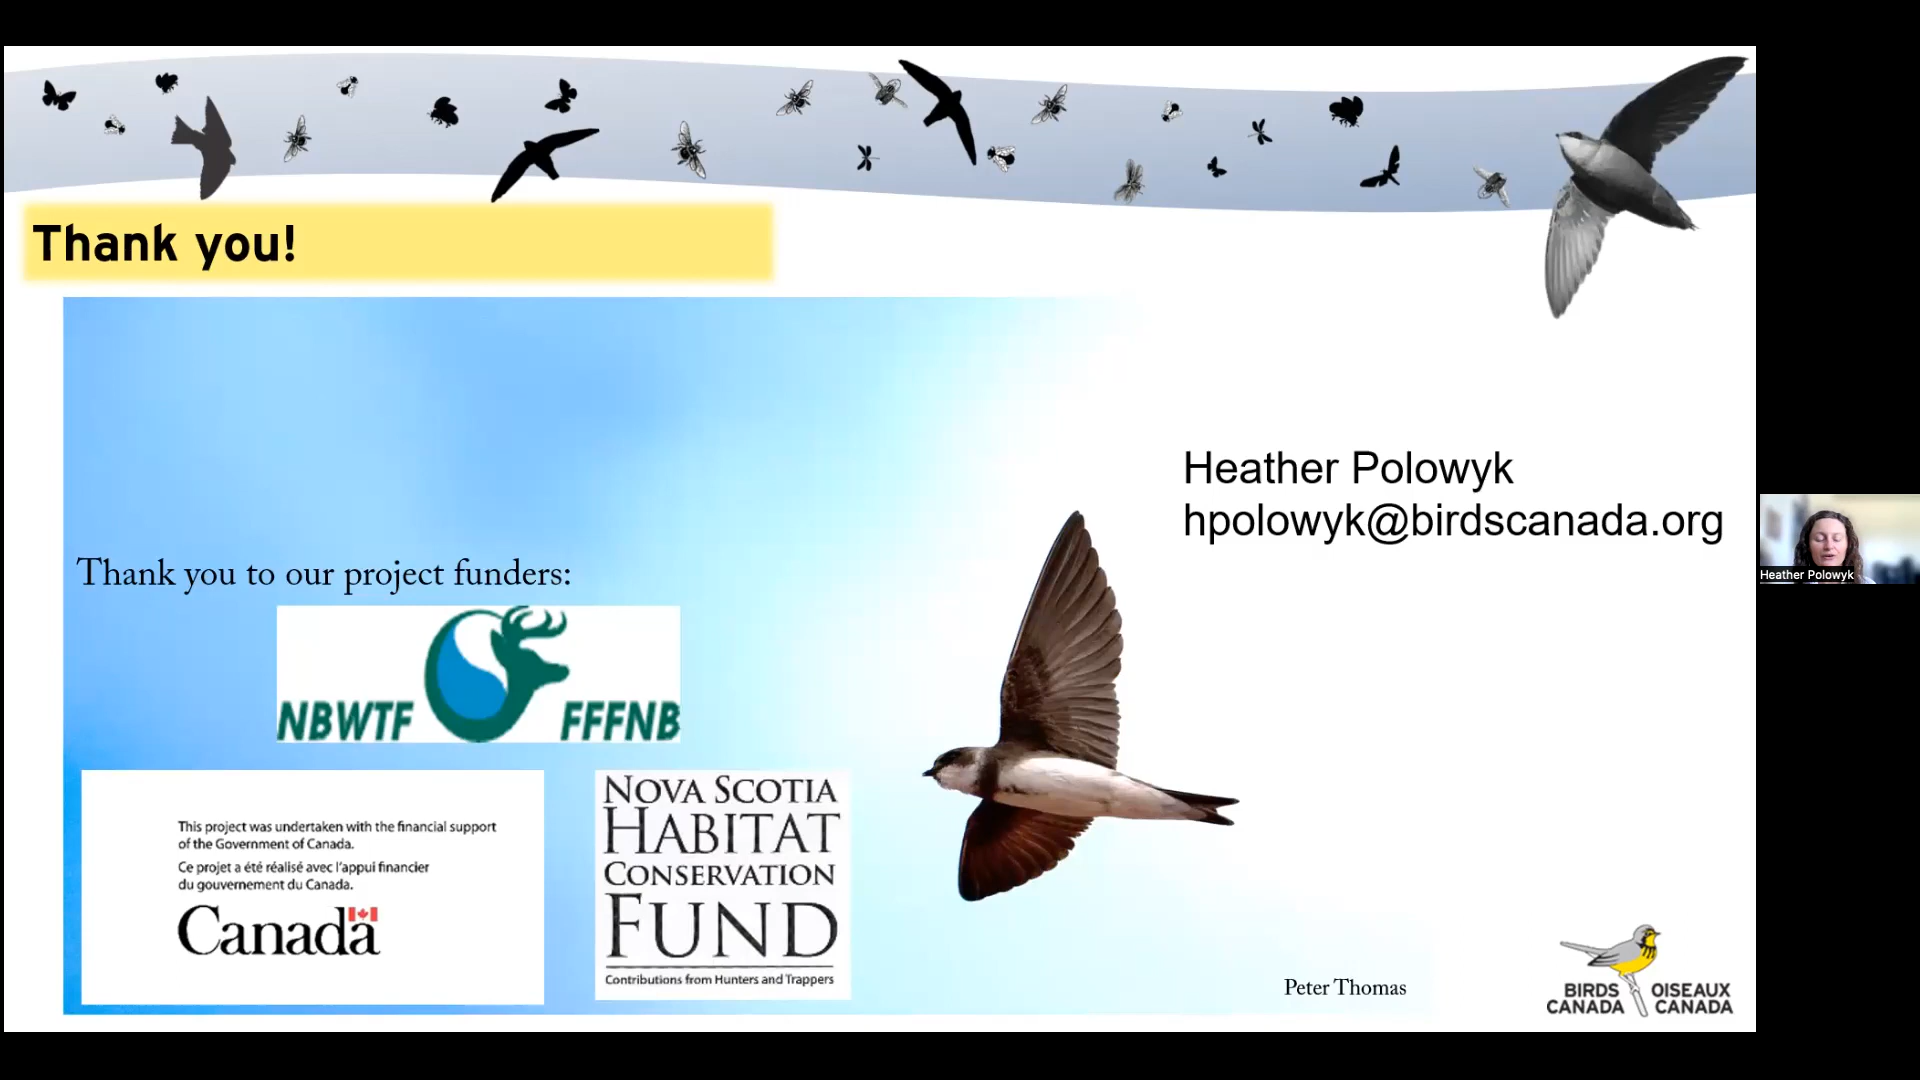 Thank you!
Heather Polowyk
hpolowyk@birdscanada.org
Heather Polowyk
Thank you to our project funders:
NBWTF FFFNB
This project was undertaken with the financial support
of the Government of Canada.
Ce projet a été réalisé avec l'appui financier
du gouvernement du Canada.
Canada
NOVA SCOTIA
HABITAT
CONSERVATION
FUND
Contributions from Hunters and Trappers
Peter Thomas
BIRDS OISEAUX
CANADA CANADA